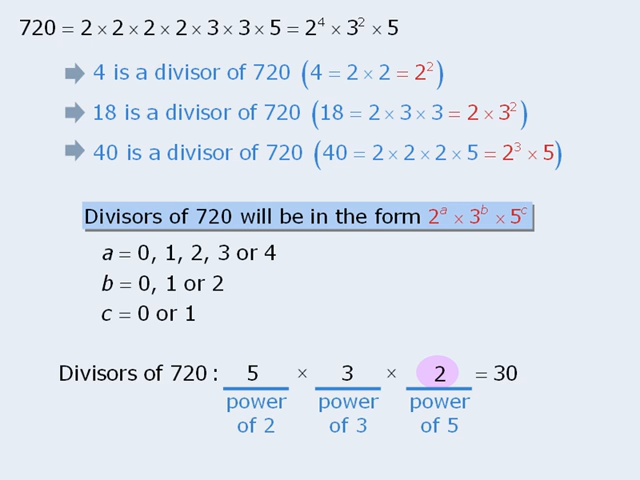 720 = 2 × 2 × 2 × 2 × 3 × 3 × 5 = 2⁴ × 3² × 5
4 is a divisor of 720 (4 = 2 × 2 = 2²)
18 is a divisor of 720 (18 = 2 × 3 × 3 = 2 × 3²)
40 is a divisor of 720 (40 = 2 × 2 × 2 × 5 = 2³ × 5)
Divisors of 720 will be in the form 2ᵃ × 3ᵇ × 5ᶜ
a = 0, 1, 2, 3 or 4
b = 0, 1 or 2
c = 0 or 1
Divisors of 720 : 5 × 3 × 2 = 30
power power power
of 2 of 3 of 5